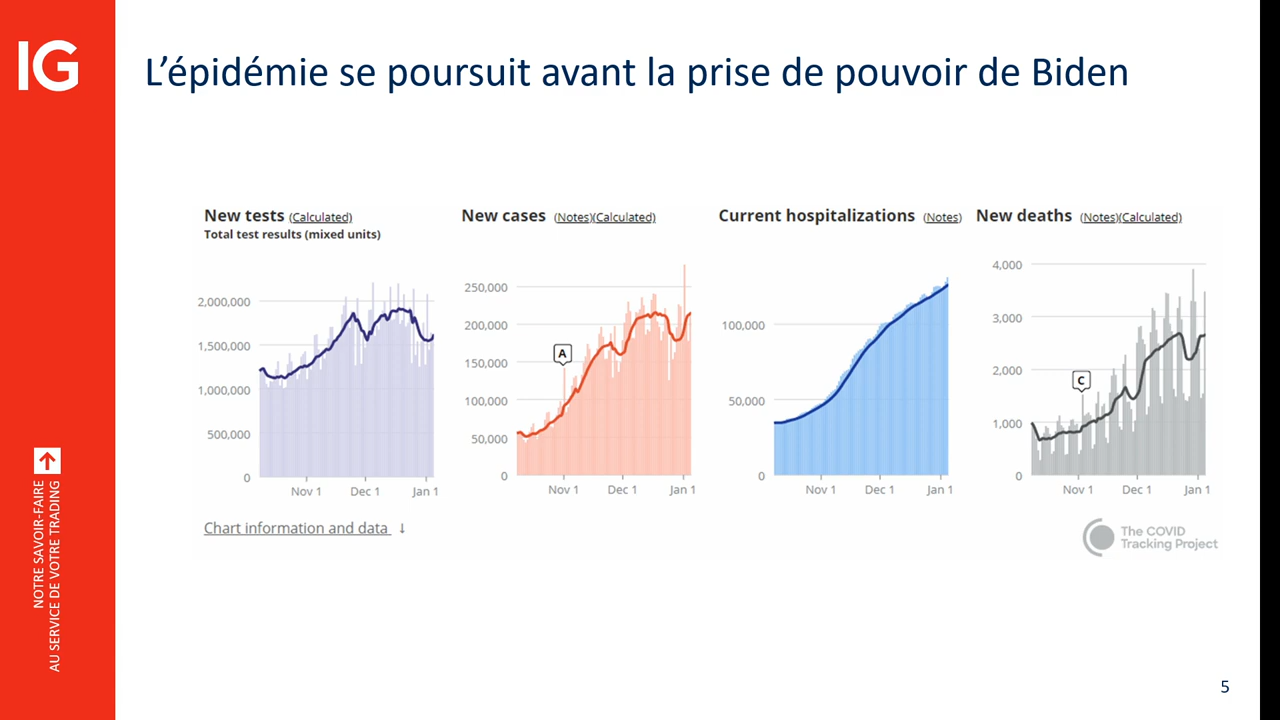 IG
L’épidémie se poursuit avant la prise de pouvoir de Biden
New tests (Calculated)
Total test results (mixed units)
2,000,000
1,500,000
1,000,000
500,000
0
Nov 1 Dec 1 Jan 1
New cases (Notes)(Calculated)
250,000
200,000
150,000
100,000
50,000
0
A
Nov 1 Dec 1 Jan 1
Current hospitalizations (Notes)
100,000
50,000
0
Nov 1 Dec 1 Jan 1
New deaths (Notes)(Calculated)
4,000
3,000
2,000
1,000
0
C
Nov 1 Dec 1 Jan 1
Chart information and data ↓
The COVID
Tracking Project
NOTRE SAVOIR-FAIRE
AU SERVICE DE VOTRE TRADING
5